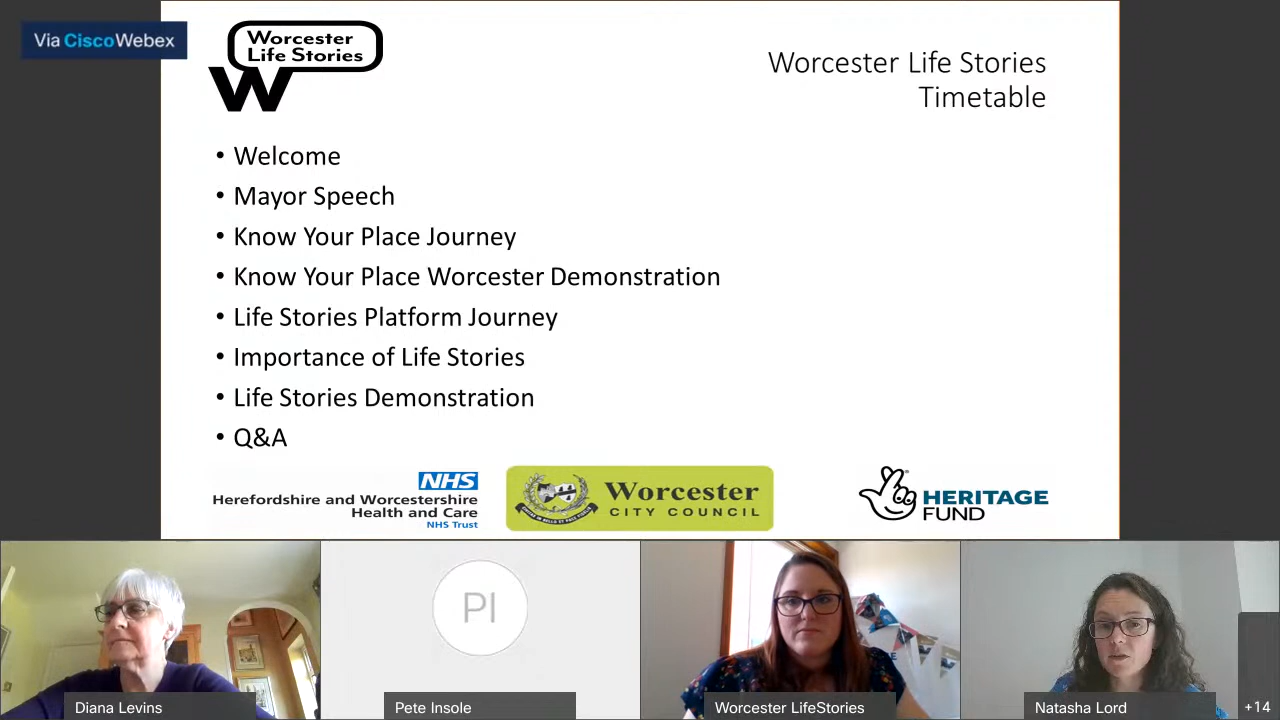 Via Cisco Webex
Worcester
Life Stories
W
Worcester Life Stories
Timetable
• Welcome
• Mayor Speech
• Know Your Place Journey
• Know Your Place Worcester Demonstration
• Life Stories Platform Journey
• Importance of Life Stories
• Life Stories Demonstration
• Q&A
NHS
Herefordshire and Worcestershire
Health and Care
NHS Trust
Worcester
CITY COUNCIL
HERITAGE
FUND
PI
Diana Levins
Pete Insole
Worcester LifeStories
Natasha Lord
+14